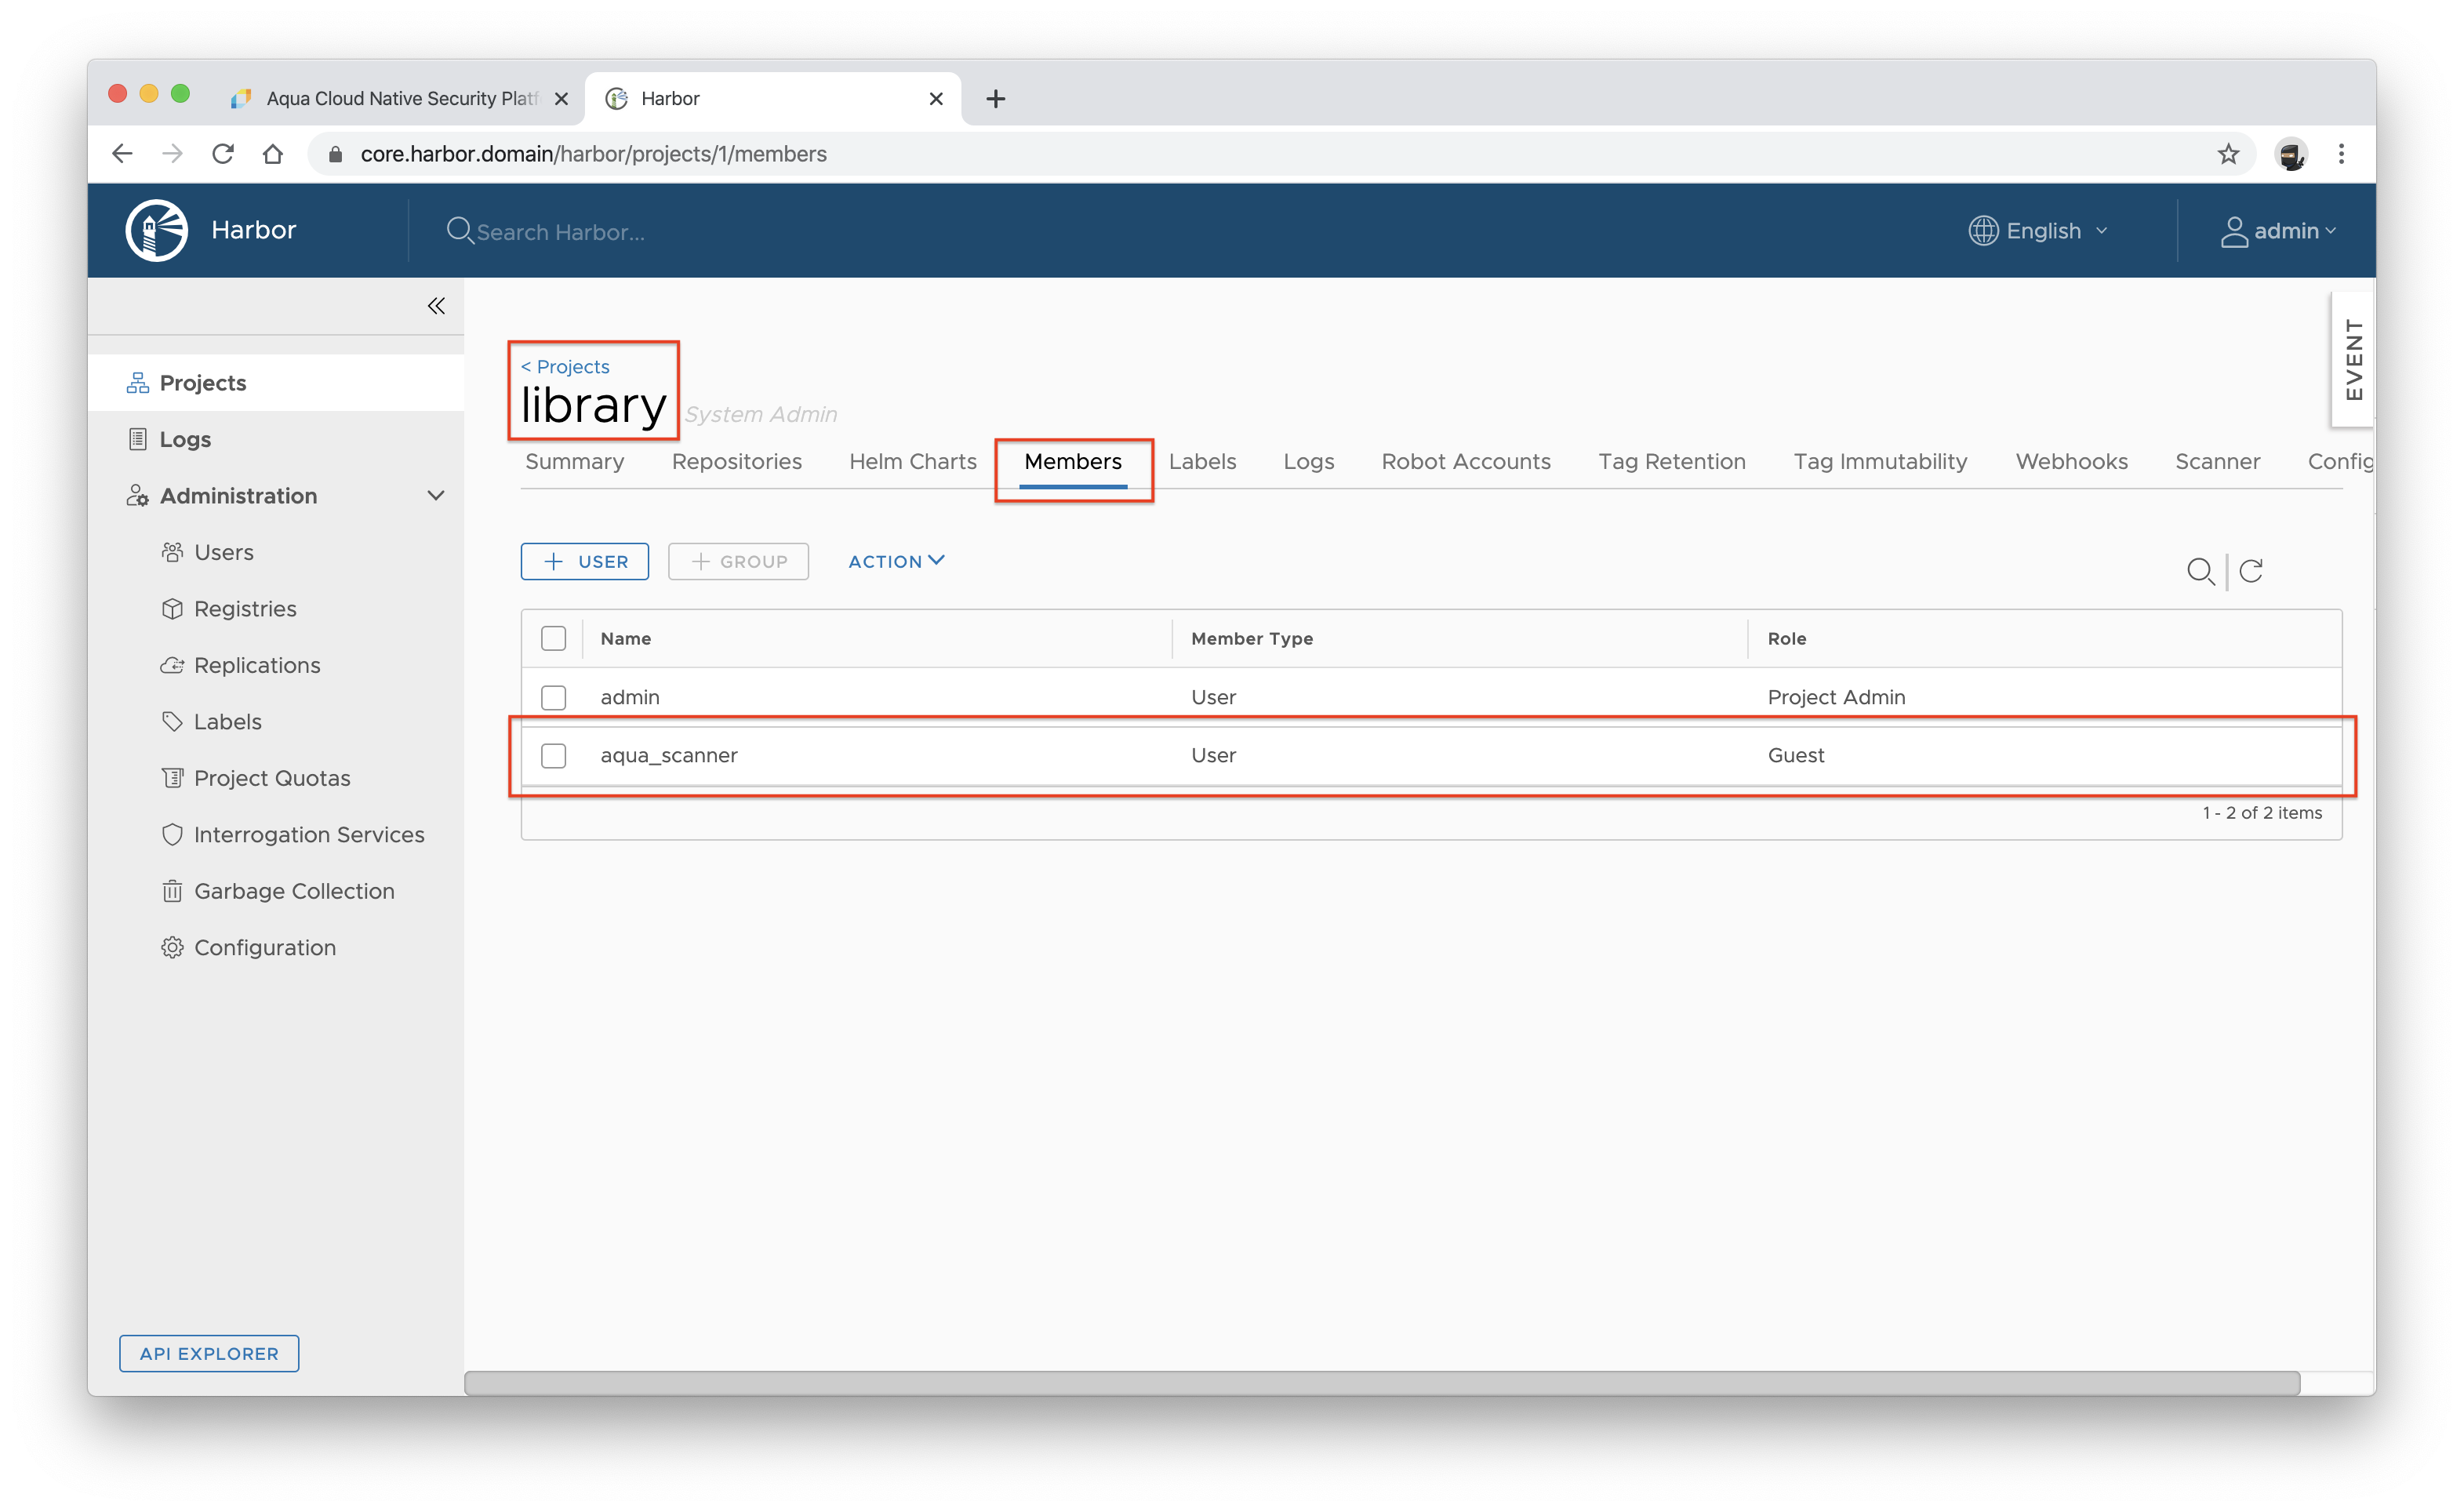 Aqua Cloud Native Security Platf
Harbor
core.harbor.domain/harbor/projects/1/members
Harbor
Search Harbor...
English
admin
Projects
Logs
Administration
Users
Registries
Replications
Labels
Project Quotas
Interrogation Services
Garbage Collection
Configuration
API EXPLORER
EVENT
< Projects
library System Admin
Summary Repositories Helm Charts Members Labels Logs Robot Accounts Tag Retention Tag Immutability Webhooks Scanner Config
+ USER + GROUP ACTION
Name Member Type Role
admin User Project Admin
aqua_scanner User Guest
1 - 2 of 2 items